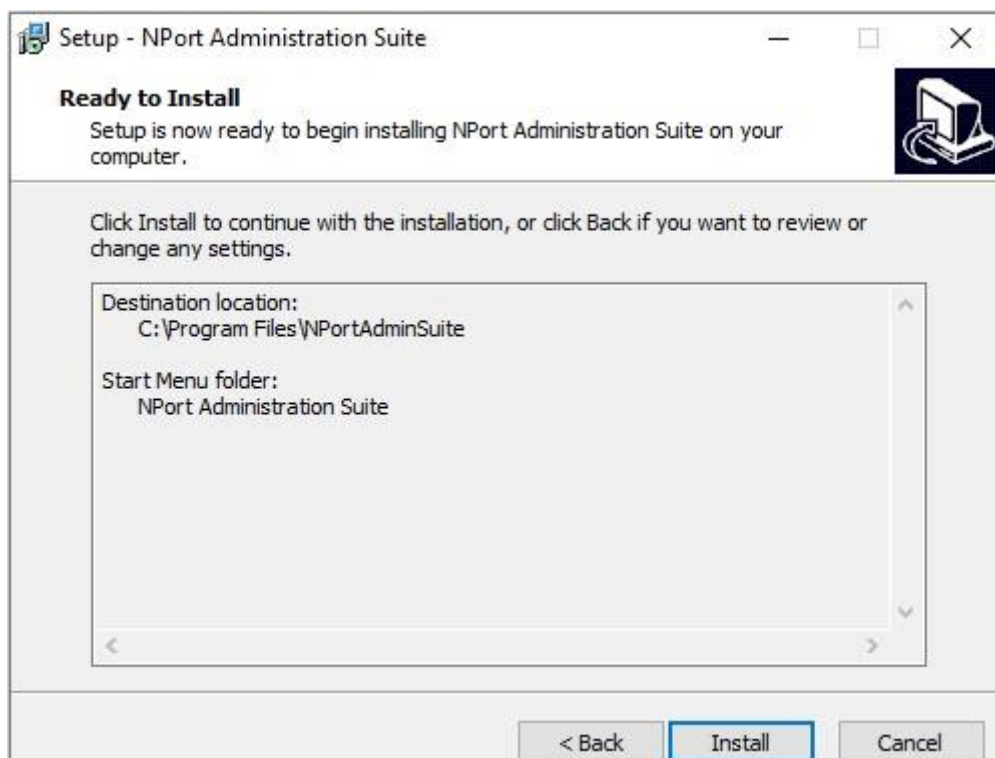 Setup - NPort Administration Suite
Ready to Install
Setup is now ready to begin installing NPort Administration Suite on your
computer.
Click Install to continue with the installation, or click Back if you want to review or
change any settings.
Destination location:
C:\Program Files\NPortAdminSuite
Start Menu folder:
NPort Administration Suite
< Back
Install
Cancel